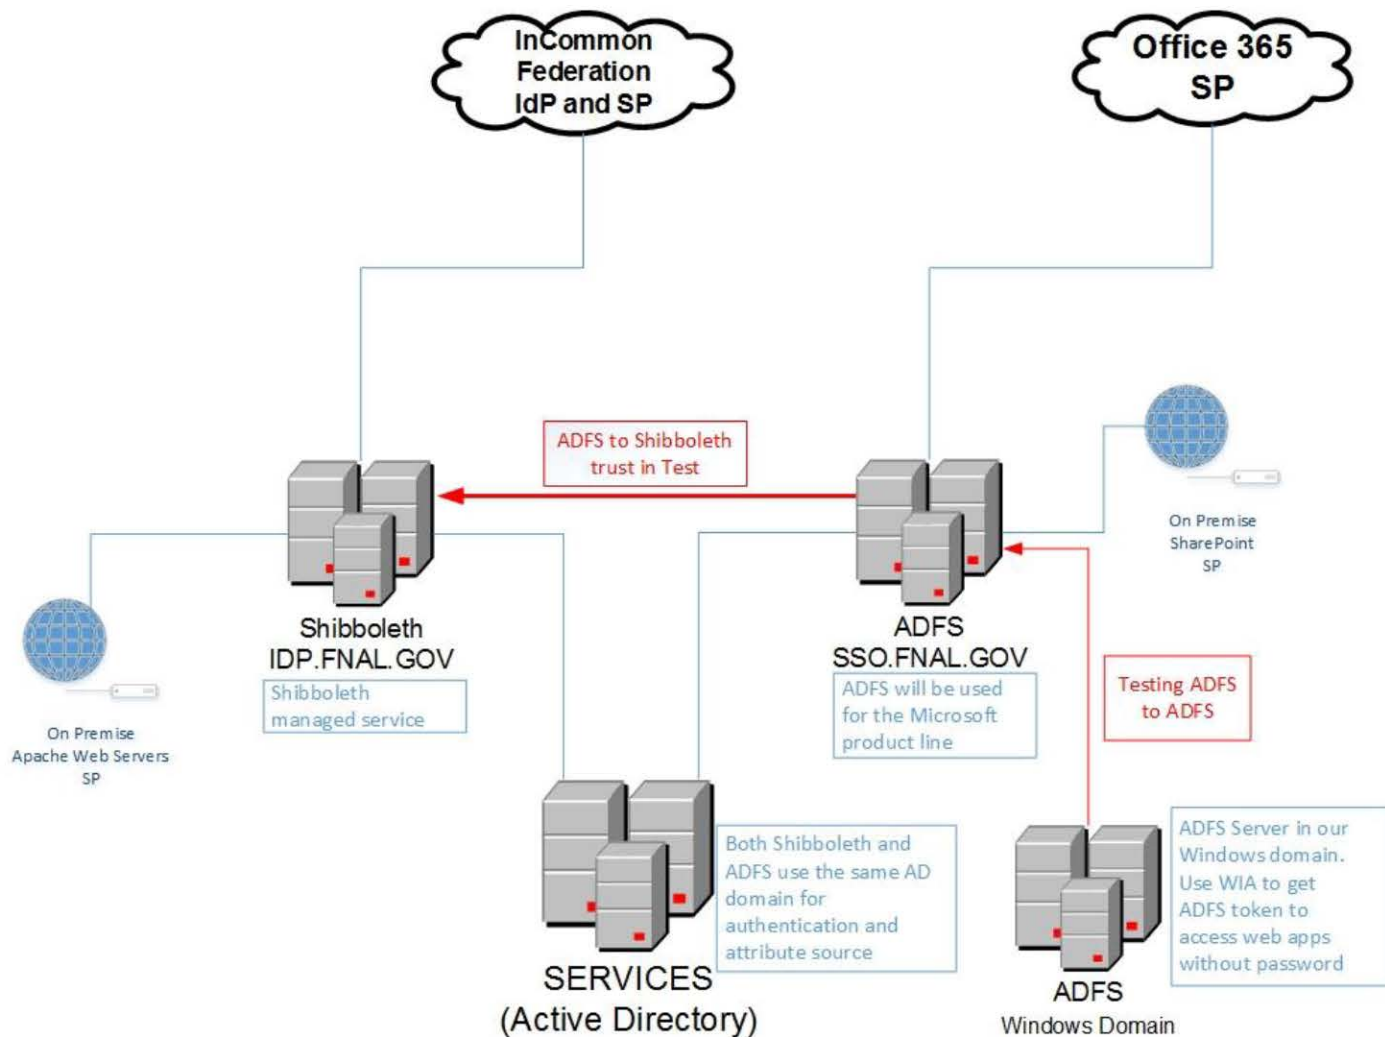 InCommon
Federation
IdP and SP
Office 365
SP
ADFS to Shibboleth
trust in Test
On Premise
SharePoint
SP
Shibboleth
IDP.FNAL.GOV
Shibboleth
managed service
ADFS
SSO.FNAL.GOV
ADFS will be used
for the Microsoft
product line
Testing ADFS
to ADFS
On Premise
Apache Web Servers
SP
Both Shibboleth and
ADFS use the same AD
domain for
authentication and
attribute source
SERVICES
(Active Directory)
ADFS Server in our
Windows domain.
Use WIA to get
ADFS token to
access web apps
without password
ADFS
Windows Domain